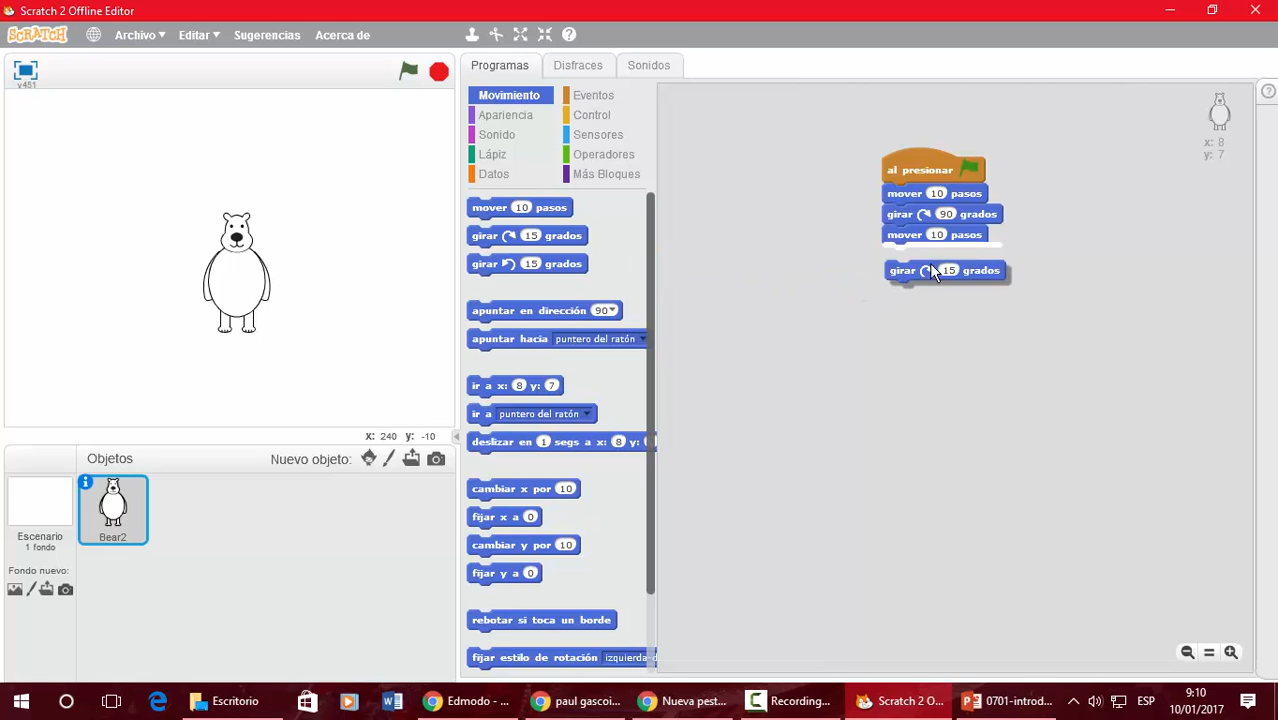 Scratch 2 Offline Editor
SCRATCH Archivo Editar Sugerencias Acerca de
v451
Programas Disfraces Sonidos
Movimiento Eventos
Apariencia Control
Sonido Sensores
Lápiz Operadores
Datos Más Bloques
mover 10 pasos
girar 15 grados
girar 15 grados
apuntar en dirección 90
apuntar hacia puntero del ratón
ir a x: 8 y: 7
ir a puntero del ratón
deslizar en 1 segs a x: 8 y:
cambiar x por 10
fijar x a 0
cambiar y por 10
fijar y a 0
rebotar si toca un borde
fijar estilo de rotación izquierda-d
al presionar
mover 10 pasos
girar 90 grados
mover 10 pasos
girar 15 grados
x: 8
y: 7
x: 240 y: -10
Objetos Nuevo objeto:
Escenario
1 fondo
Bear2
Fondo nuevo:
Escritorio
Edmodo - ...
paul gascoi...
Nueva pest...
Recording...
Scratch 2 O...
0701-introd...
ESP
9:10
10/01/2017